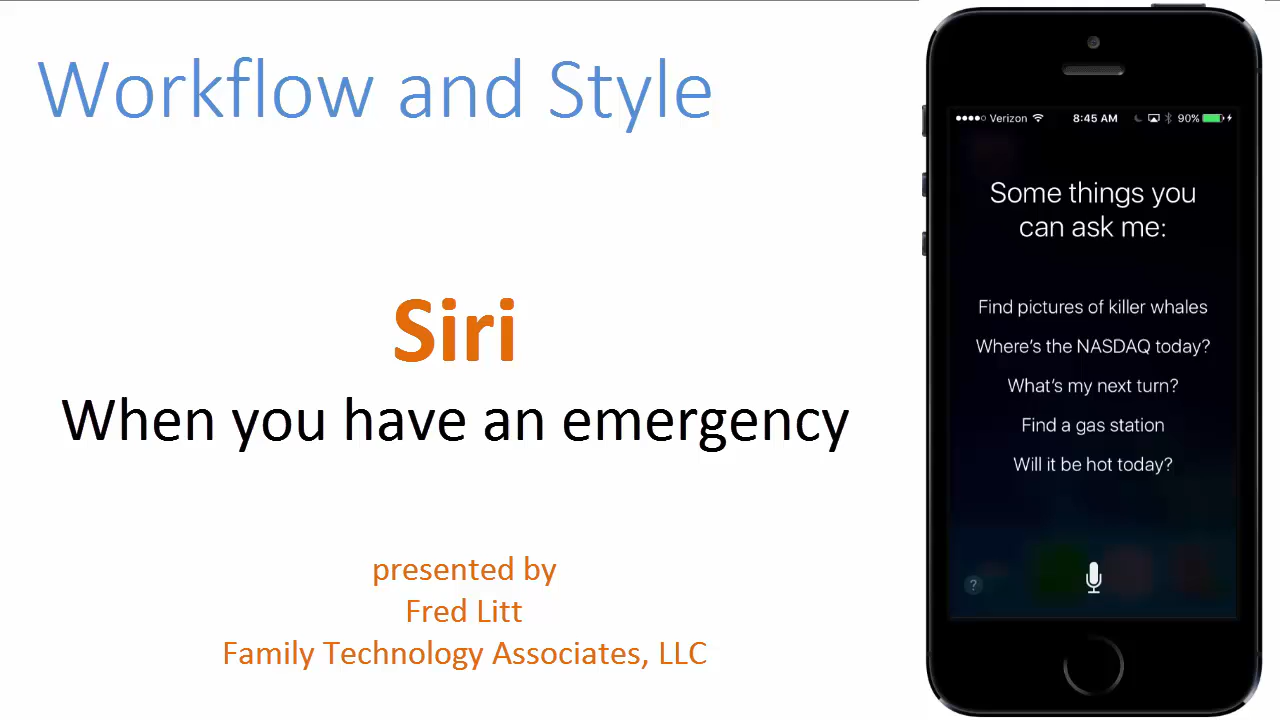 Workflow and Style
Siri
When you have an emergency
presented by
Fred Litt
Family Technology Associates, LLC
Verizon 8:45 AM 90%
Some things you
can ask me:
Find pictures of killer whales
Where's the NASDAQ today?
What's my next turn?
Find a gas station
Will it be hot today?
?